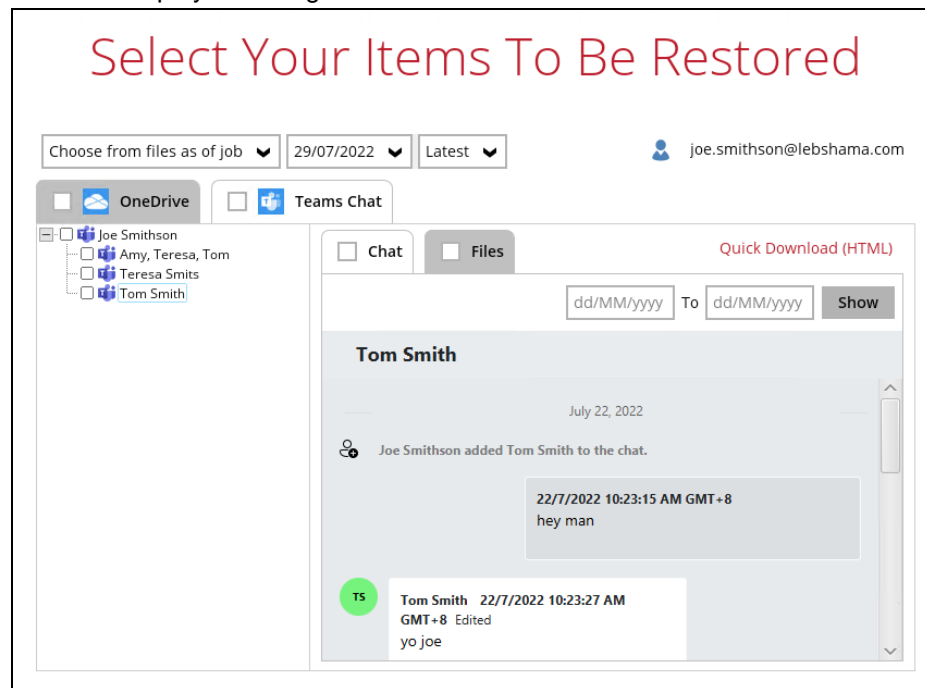 Select Your Items To Be Restored
Choose from files as of job
29/07/2022
Latest
joe.smithson@lebshama.com
OneDrive
Teams Chat
Joe Smithson
Amy, Teresa, Tom
Teresa Smits
Tom Smith
Chat
Files
Quick Download (HTML)
dd/MM/yyyy To dd/MM/yyyy Show
Tom Smith
July 22, 2022
Joe Smithson added Tom Smith to the chat.
22/7/2022 10:23:15 AM GMT+8
hey man
TS
Tom Smith 22/7/2022 10:23:27 AM
GMT+8 Edited
yo joe